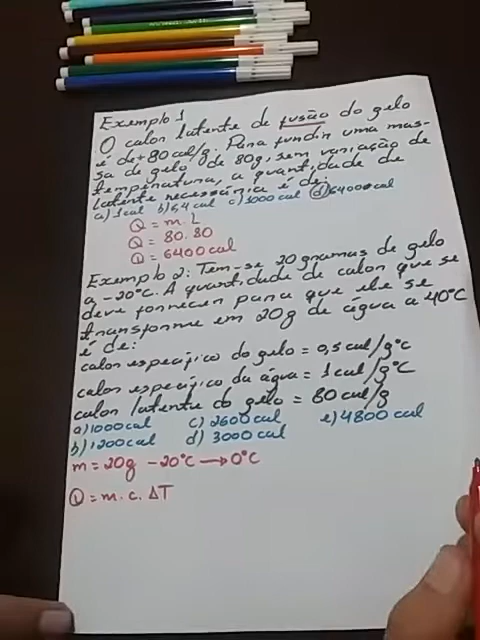 Exemplo 1
O calor latente de fusão do gelo
é de +80 cal/g. Para fundir uma mas-
sa de gelo de 80g, sem variação de
temperatura, a quantidade de
latente necessária é de:
a) 1 cal b) 6,4 cal c) 1000 cal d) 6400 cal
Q = m.L
Q = 80.80
Q = 6400 cal
Exemplo 2: Tem-se 20 gramas de gelo
a -20°C. A quantidade de calor que se
deve fornecer para que ele se
transforme em 20g de água a 40°C
é de:
calor específico do gelo = 0,5 cal/g°C
calor específico da água = 1 cal/g°C
calor latente do gelo = 80 cal/g
a) 1000 cal c) 2600 cal e) 4800 cal
b) 1200 cal d) 3000 cal
m = 20g -20°C → 0°C
Q = m.c.ΔT